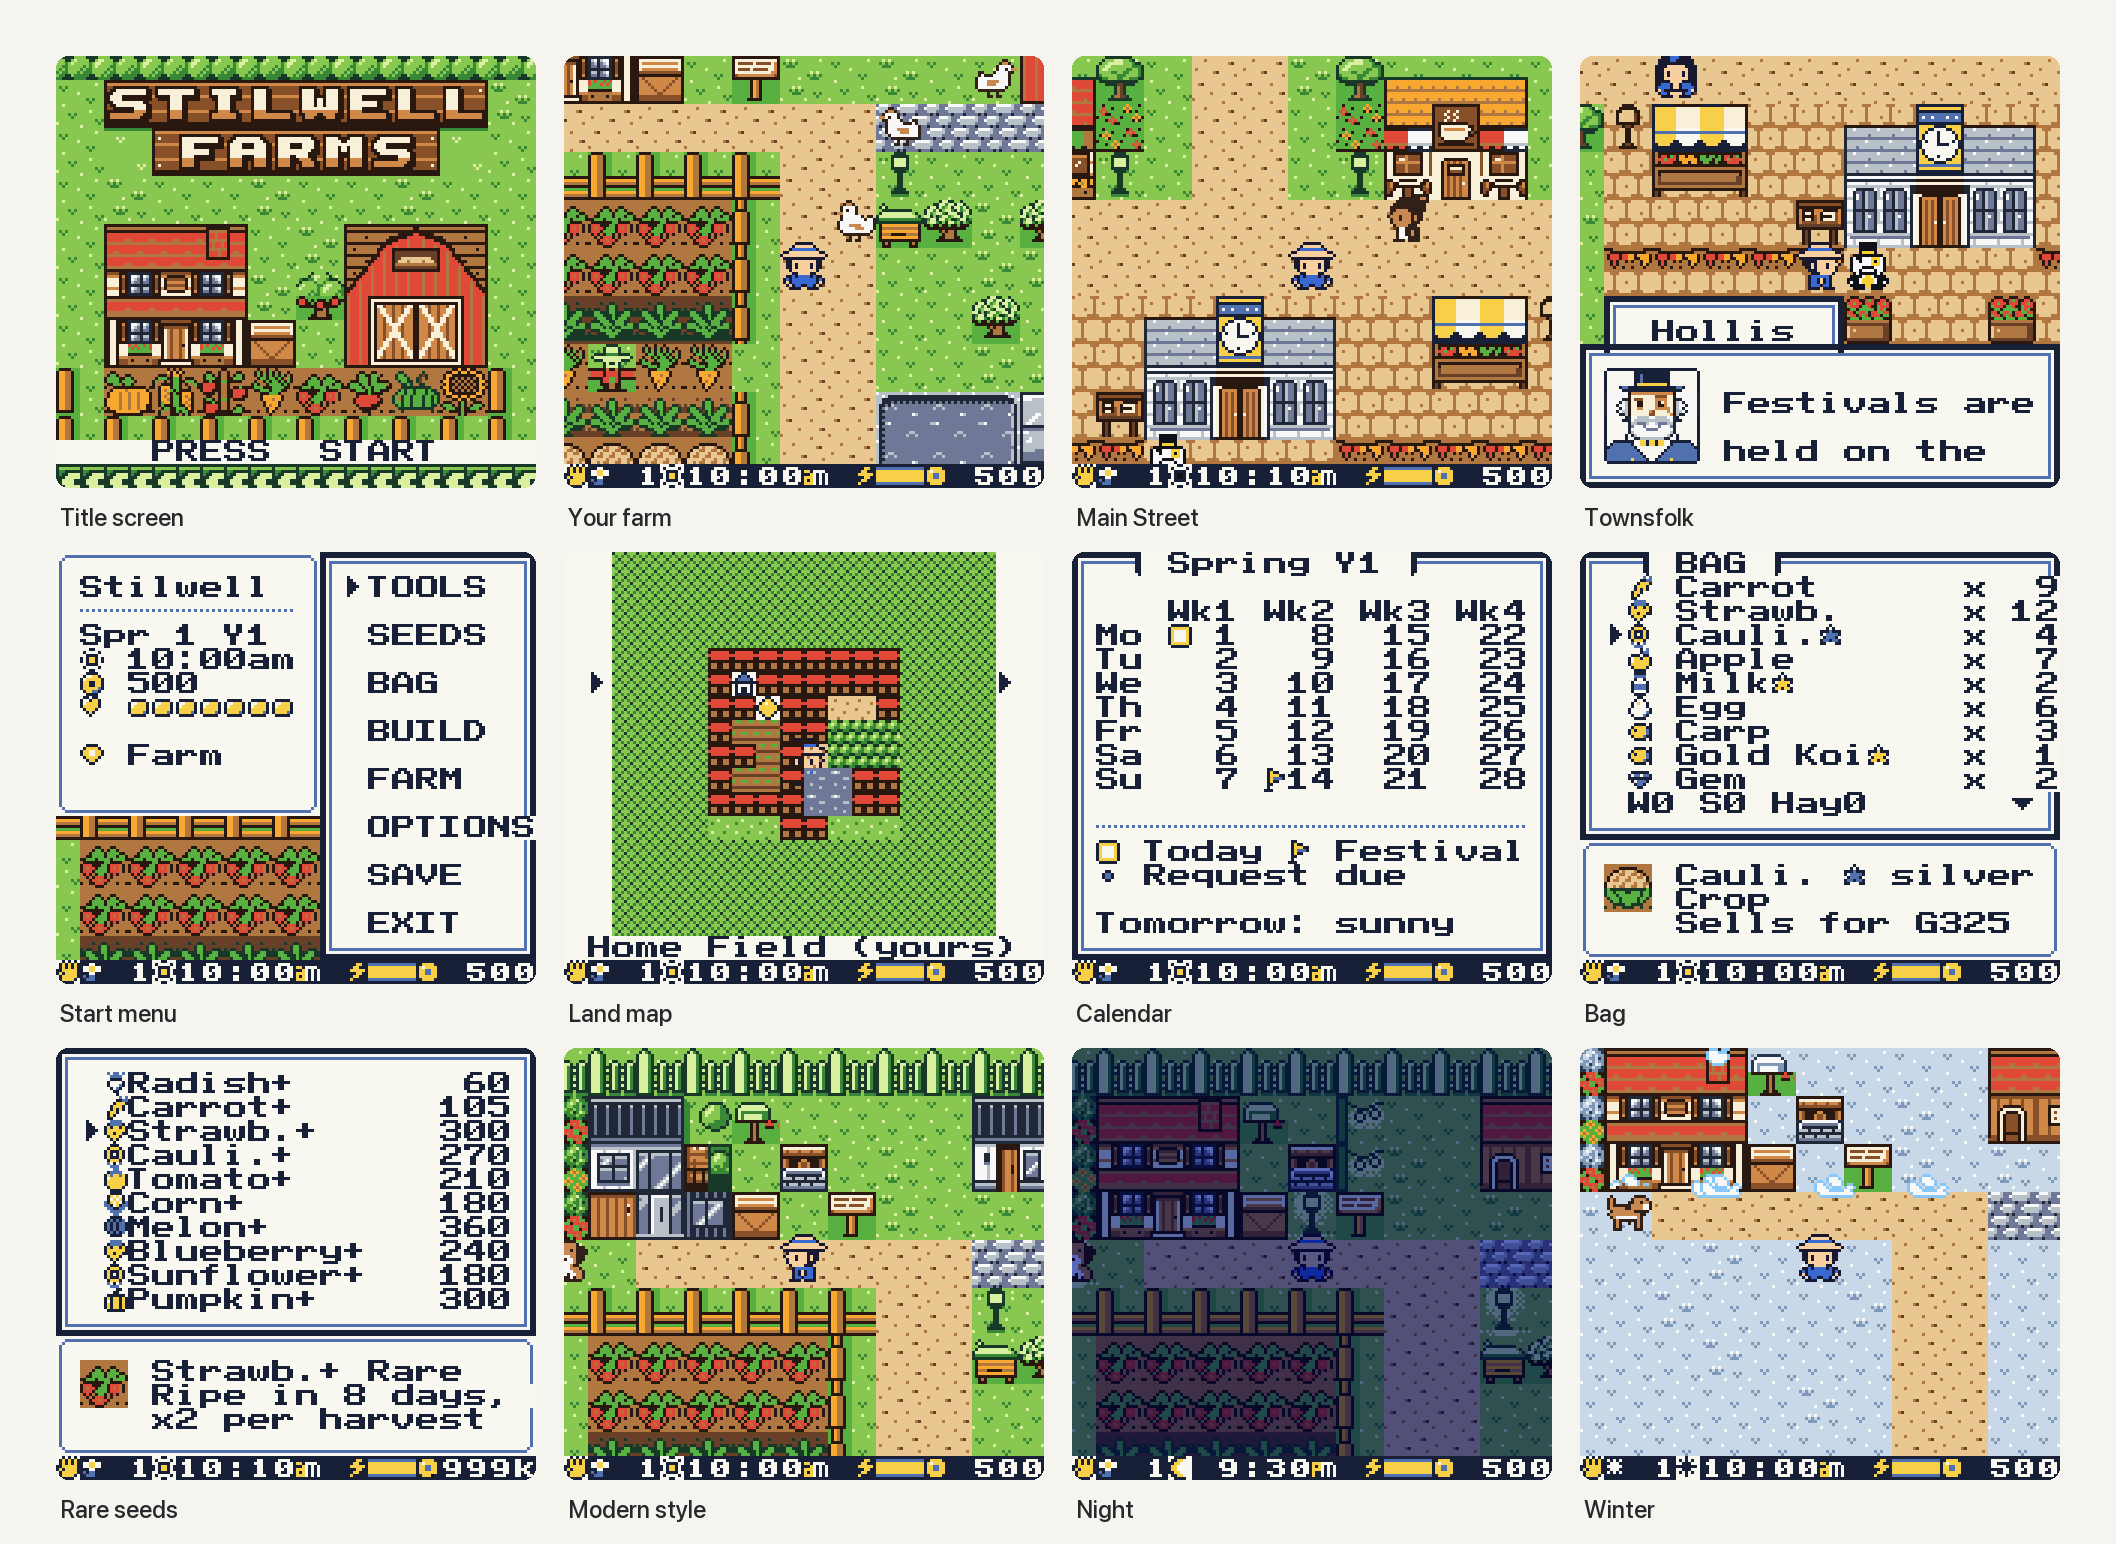 STILWELL
FARMS
PRESS START
Title screen
1 10:00am 500
Your farm
1 10:10am 500
Main Street
Hollis
Festivals are
held on the
Townsfolk
Stilwell
Spr 1 Y1
10:00am
500
Farm
TOOLS
SEEDS
BAG
BUILD
FARM
OPTIONS
SAVE
EXIT
1 10:00am 500
Start menu
Home Field (yours)
1 10:00am 500
Land map
Spring Y1
Wk1 Wk2 Wk3 Wk4
Mo 1 8 15 22
Tu 2 9 16 23
We 3 10 17 24
Th 4 11 18 25
Fr 5 12 19 26
Sa 6 13 20 27
Su 7 14 21 28
Today Festival
Request due
Tomorrow: sunny
1 10:00am 500
Calendar
BAG
Carrot x 9
Strawb. x 12
Cauli. x 4
Apple x 7
Milk x 2
Egg x 6
Carp x 3
Gold Koi x 1
Gem x 2
W0 S0 Hay0
Cauli. silver
Crop
Sells for G325
1 10:00am 500
Bag
Radish+ 60
Carrot+ 105
Strawb.+ 300
Cauli.+ 270
Tomato+ 210
Corn+ 180
Melon+ 360
Blueberry+ 240
Sunflower+ 180
Pumpkin+ 300
Strawb.+ Rare
Ripe in 8 days,
x2 per harvest
1 10:10am 999k
Rare seeds
1 10:00am 500
Modern style
1 9:30pm 500
Night
1 10:00am 500
Winter